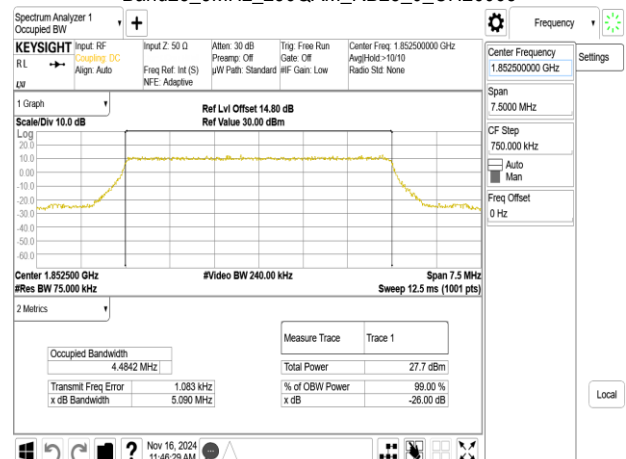 Spectrum Analyzer 1
Occupied BW
Frequency
KEYSIGHT
R L
LXI
Input: RF
Coupling: DC
Align: Auto
Input Z: 50 Ω
Freq Ref: Int (S)
NFE: Adaptive
Atten: 30 dB
Preamp: Off
µW Path: Standard
Trig: Free Run
Gate: Off
#IF Gain: Low
Center Freq: 1.852500000 GHz
Avg|Hold:>10/10
Radio Std: None
Center Frequency
1.852500000 GHz
Settings
Span
7.5000 MHz
CF Step
750.000 kHz
Auto
Man
Freq Offset
0 Hz
1 Graph
Scale/Div 10.0 dB
Ref Lvl Offset 14.80 dB
Ref Value 30.00 dBm
Log
20.0
10.0
0.00
-10.0
-20.0
-30.0
-40.0
-50.0
-60.0
Center 1.852500 GHz
#Video BW 240.00 kHz
Span 7.5 MHz
#Res BW 75.000 kHz
Sweep 12.5 ms (1001 pts)
2 Metrics
Measure Trace
Trace 1
Occupied Bandwidth
4.4842 MHz
Total Power
27.7 dBm
Transmit Freq Error
1.083 kHz
% of OBW Power
99.00 %
x dB Bandwidth
5.090 MHz
x dB
-26.00 dB
Local
?
Nov 16, 2024
11:46:29 AM